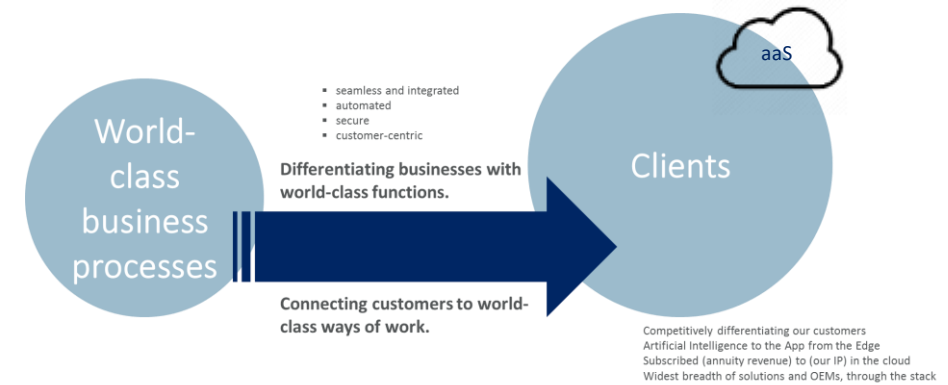 World-
class
business
processes
▪ seamless and integrated
▪ automated
▪ secure
▪ customer-centric
Differentiating businesses with
world-class functions.
Connecting customers to world-
class ways of work.
aaS
Clients
Competitively differentiating our customers
Artificial Intelligence to the App from the Edge
Subscribed (annuity revenue) to (our IP) in the cloud
Widest breadth of solutions and OEMs, through the stack